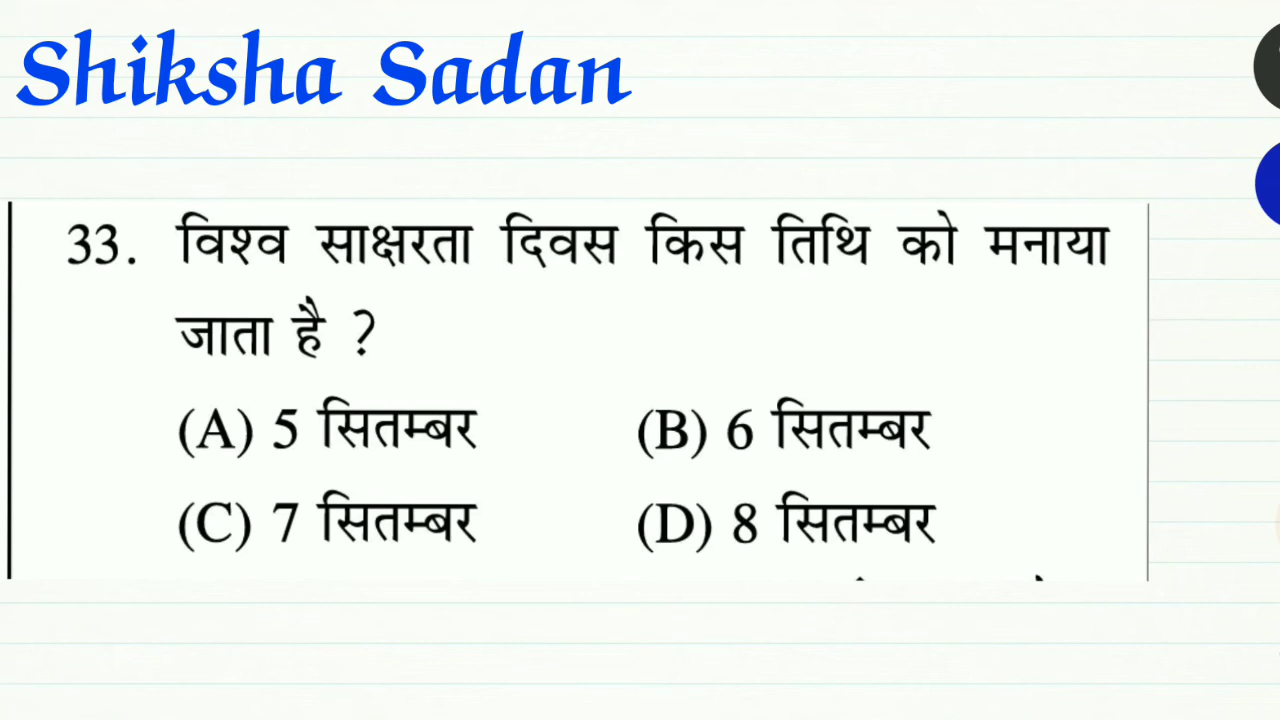 Shiksha Sadan
33. विश्व साक्षरता दिवस किस तिथि को मनाया
जाता है ?
(A) 5 सितम्बर (B) 6 सितम्बर
(C) 7 सितम्बर (D) 8 सितम्बर